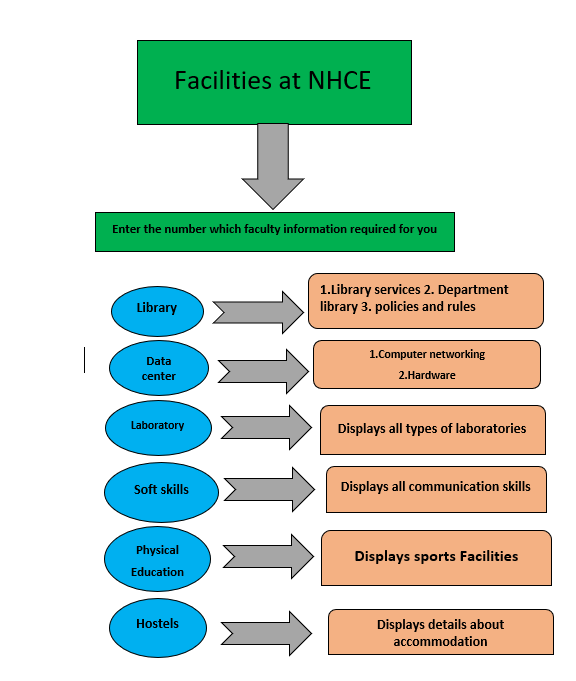 Facilities at NHCE
Enter the number which faculty information required for you
Library
1.Library services 2. Department
library 3. policies and rules
Data
center
1.Computer networking
2.Hardware
Laboratory
Displays all types of laboratories
Soft skills
Displays all communication skills
Physical
Education
Displays sports Facilities
Hostels
Displays details about
accommodation